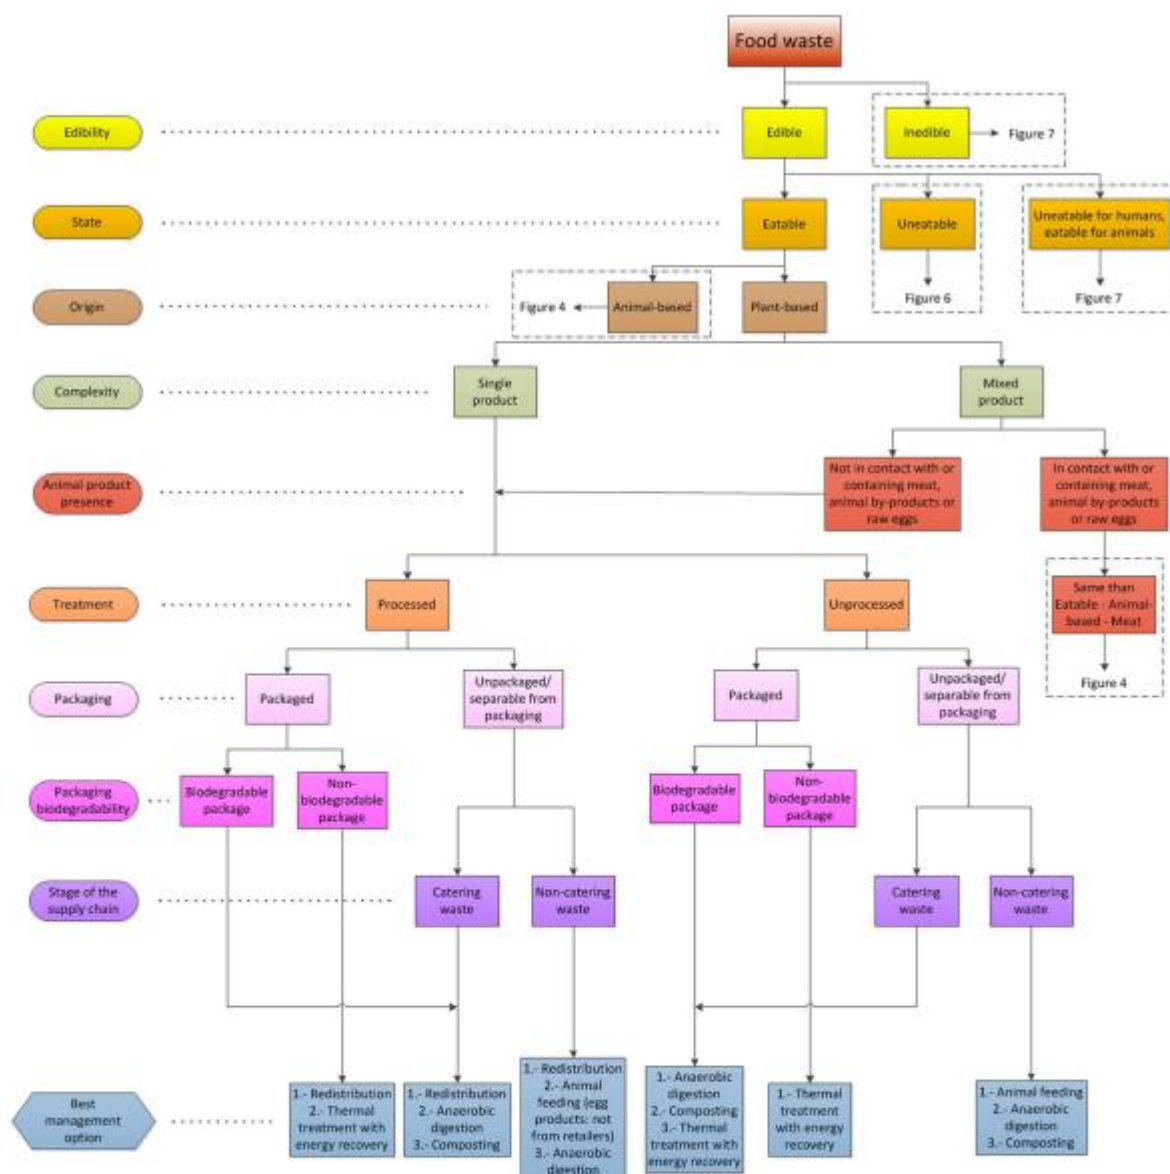 Food waste
Edibility
Edible
Inedible
Figure 7
State
Eatable
Uneatable
Uneatable for humans,
eatable for animals
Figure 6
Figure 7
Origin
Figure 4
Animal-based
Plant-based
Complexity
Single
product
Mixed
product
Animal product
presence
Not in contact with or
containing meat,
animal by-products or
raw eggs
In contact with or
containing meat,
animal by-products
or raw eggs
Treatment
Processed
Unprocessed
Same than
Eatable - Animal-
based - Meat
Figure 4
Packaging
Packaged
Unpackaged/
separable from
packaging
Packaged
Unpackaged/
separable from
packaging
Packaging
biodegradability
Biodegradable
package
Non-
biodegradable
package
Biodegradable
package
Non-
biodegradable
package
Stage of the
supply chain
Catering
waste
Non-catering
waste
Catering
waste
Non-catering
waste
Best
management
option
1.- Redistribution
2.- Thermal
treatment with
energy recovery
1.- Redistribution
2.- Anaerobic
digestion
3.- Composting
1.- Redistribution
2.- Animal
feeding (egg
products: not
from retailers)
3.- Anaerobic
digestion
1.- Anaerobic
digestion
2.- Composting
3.- Thermal
treatment with
energy recovery
1.- Thermal
treatment with
energy recovery
1.- Animal feeding
2.- Anaerobic
digestion
3.- Composting